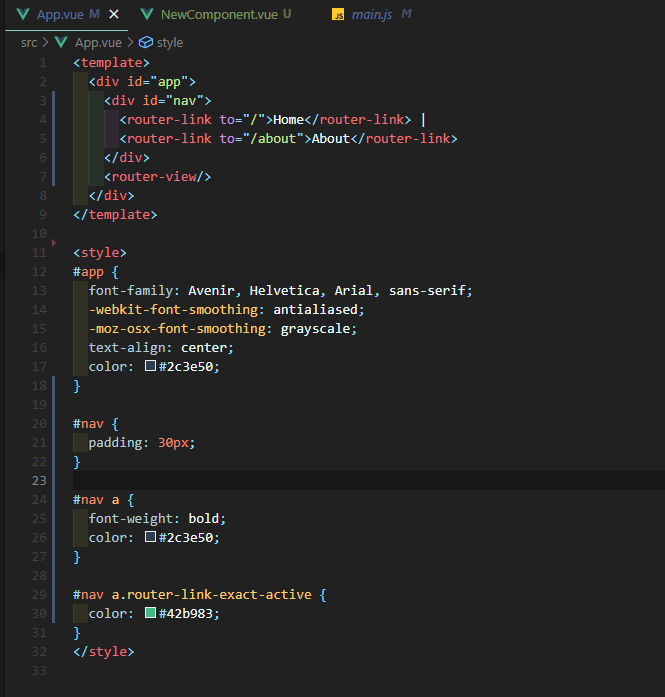 App.vue M × NewComponent.vue U JS main.js M
src > App.vue > style
1 <template>
2 <div id="app">
3 <div id="nav">
4 <router-link to="/">Home</router-link> |
5 <router-link to="/about">About</router-link>
6 </div>
7 <router-view/>
8 </div>
9 </template>
10
11 <style>
12 #app {
13 font-family: Avenir, Helvetica, Arial, sans-serif;
14 -webkit-font-smoothing: antialiased;
15 -moz-osx-font-smoothing: grayscale;
16 text-align: center;
17 color: #2c3e50;
18 }
19
20 #nav {
21 padding: 30px;
22 }
23
24 #nav a {
25 font-weight: bold;
26 color: #2c3e50;
27 }
28
29 #nav a.router-link-exact-active {
30 color: #42b983;
31 }
32 </style>
33